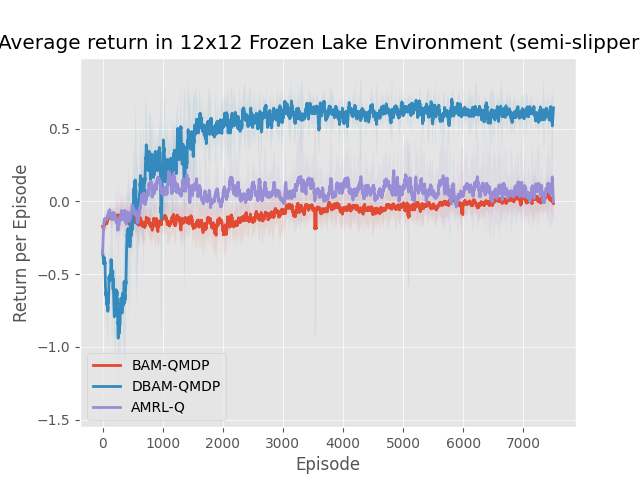 Average return in 12x12 Frozen Lake Environment (semi-slipper
Return per Episode
0.5
0.0
−0.5
−1.0
−1.5
BAM-QMDP
DBAM-QMDP
AMRL-Q
0 1000 2000 3000 4000 5000 6000 7000
Episode